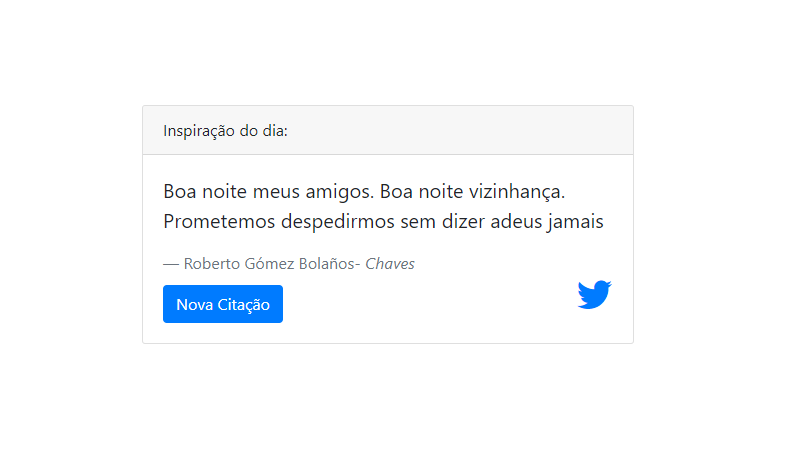 Inspiração do dia:
Boa noite meus amigos. Boa noite vizinhança.
Prometemos despedirmos sem dizer adeus jamais
— Roberto Gómez Bolaños- Chaves
Nova Citação